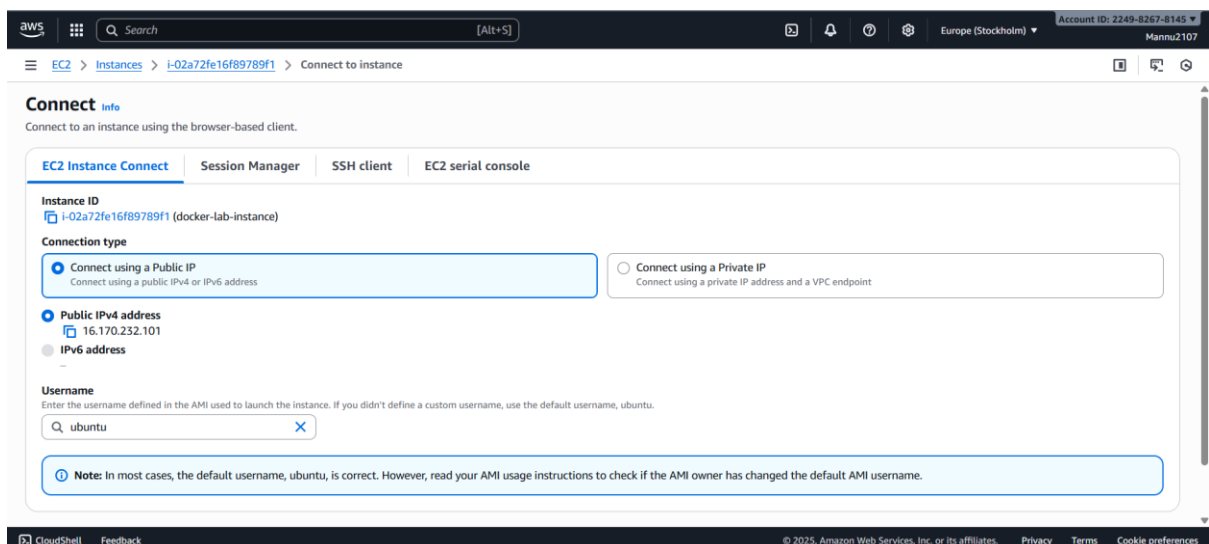 aws Search [Alt+S] Europe (Stockholm) ▼ Account ID: 2249-8267-8145 ▼
Mannu2107
EC2 > Instances > i-02a72fe16f89789f1 > Connect to instance
Connect Info
Connect to an instance using the browser-based client.
EC2 Instance Connect Session Manager SSH client EC2 serial console
Instance ID
i-02a72fe16f89789f1 (docker-lab-instance)
Connection type
Connect using a Public IP
Connect using a public IPv4 or IPv6 address
Connect using a Private IP
Connect using a private IP address and a VPC endpoint
Public IPv4 address
16.170.232.101
IPv6 address
–
Username
Enter the username defined in the AMI used to launch the instance. If you didn't define a custom username, use the default username, ubuntu.
ubuntu
Note: In most cases, the default username, ubuntu, is correct. However, read your AMI usage instructions to check if the AMI owner has changed the default AMI username.
CloudShell Feedback © 2025, Amazon Web Services, Inc. or its affiliates. Privacy Terms Cookie preferences